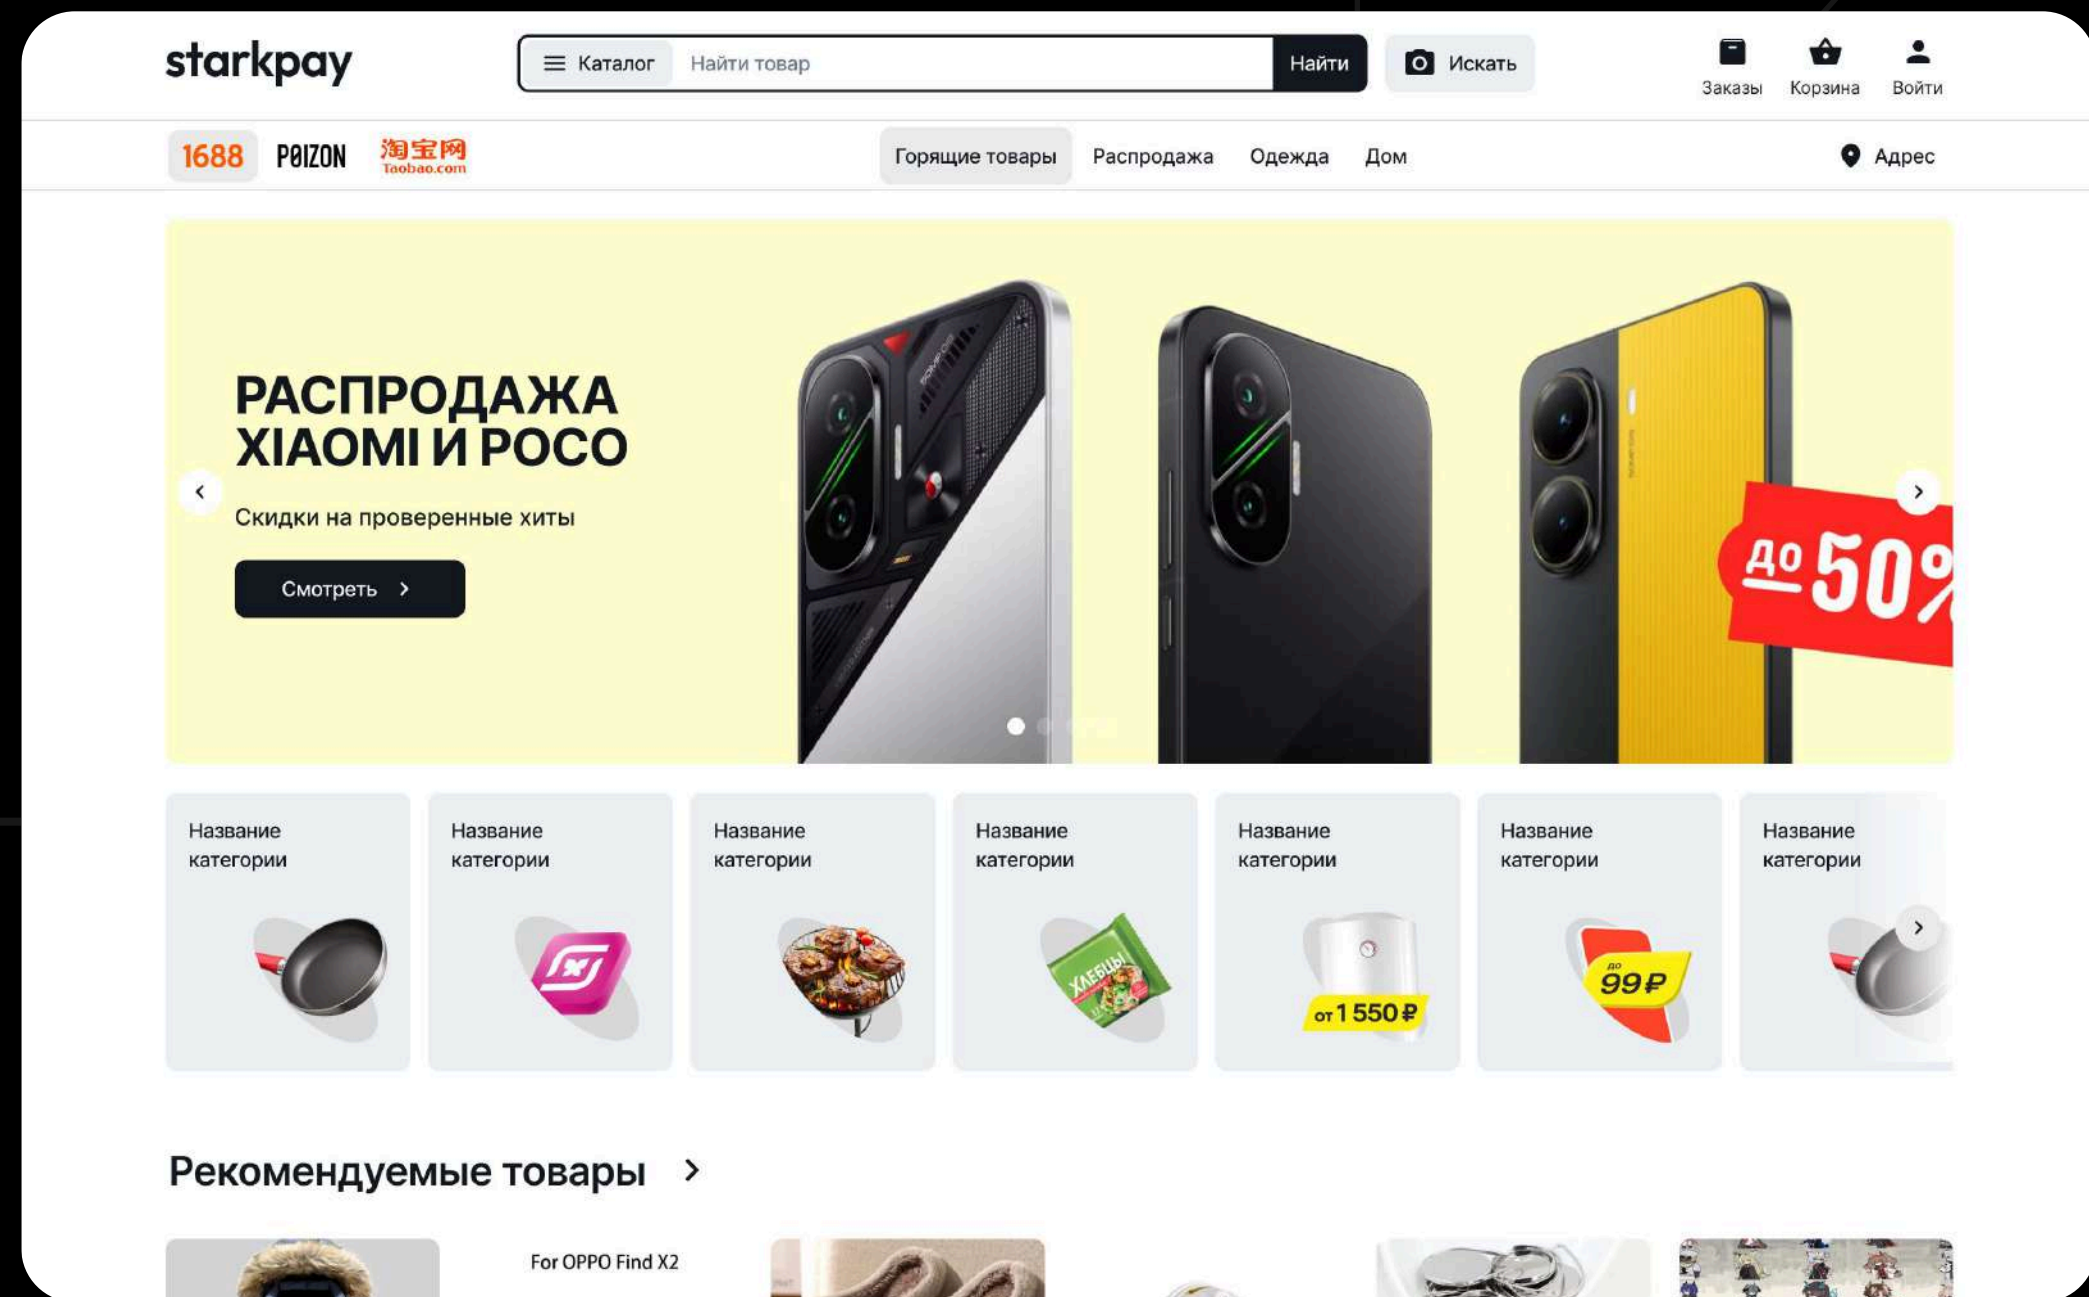 starkpay
Каталог
Найти товар
Найти
Искать
Заказы
Корзина
Войти
1688
POIZON
淘宝网
Taobao.com
Горящие товары
Распродажа
Одежда
Дом
Адрес
РАСПРОДАЖА
XIAOMI И POCO
Скидки на проверенные хиты
Смотреть
до 50%
Название
категории
Название
категории
Название
категории
Название
категории
ХЛЕБЦЫ
Название
категории
от 1 550 ₽
Название
категории
до
99 ₽
Название
категории
Рекомендуемые товары
For OPPO Find X2